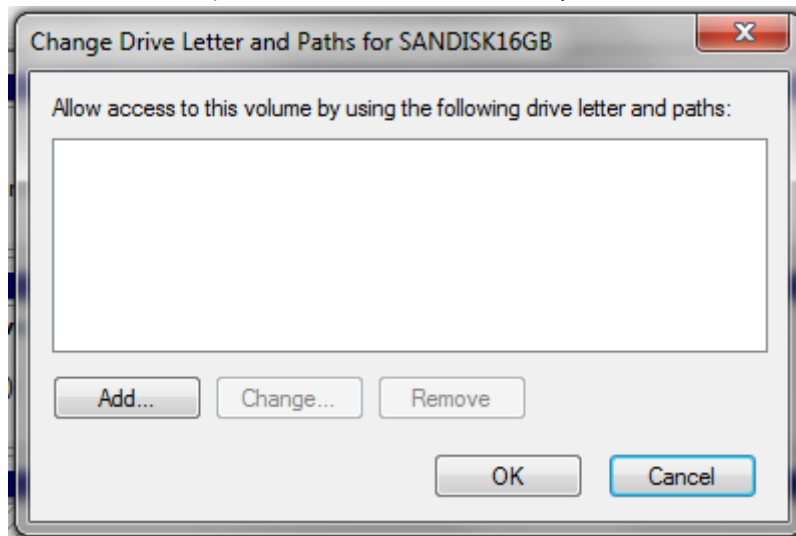 Change Drive Letter and Paths for SANDISK16GB
Allow access to this volume by using the following drive letter and paths:
Add... Change... Remove
OK Cancel